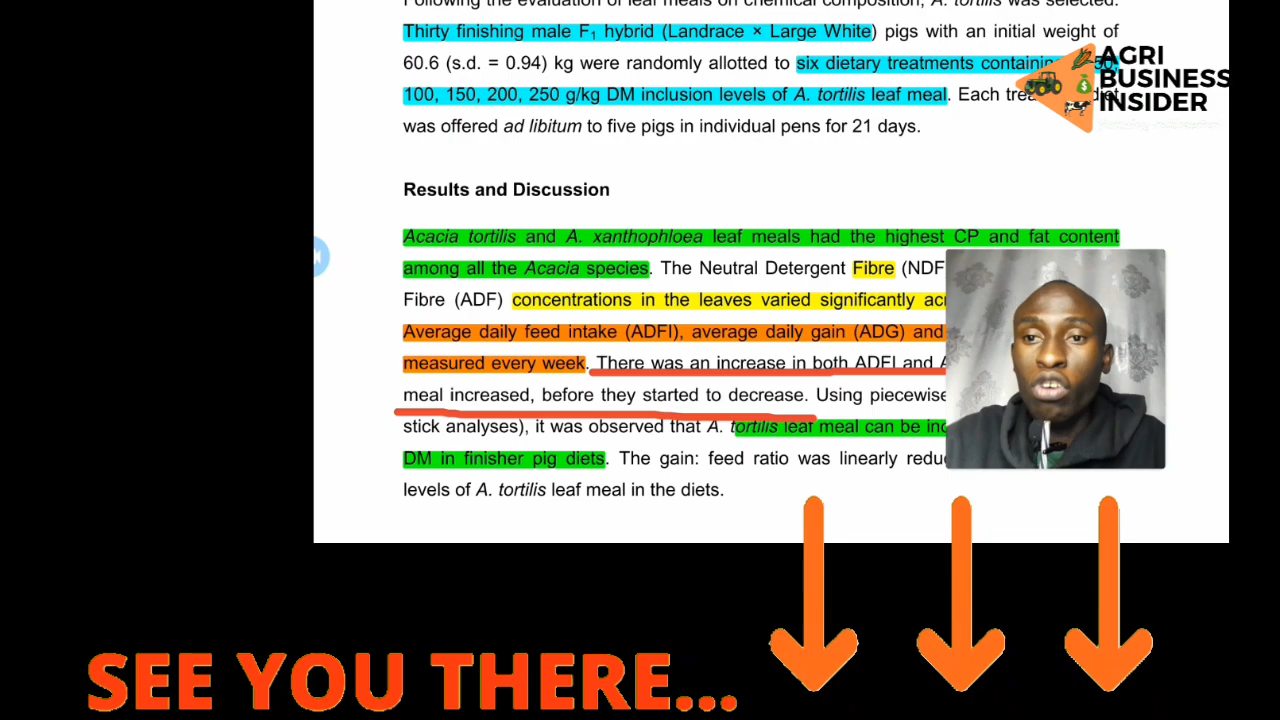 Following the evaluation of leaf meals on chemical composition, A. tortilis was selected.
Thirty finishing male F₁ hybrid (Landrace × Large White) pigs with an initial weight of
60.6 (s.d. = 0.94) kg were randomly allotted to six dietary treatments containing 50,
100, 150, 200, 250 g/kg DM inclusion levels of A. tortilis leaf meal. Each diet
was offered ad libitum to five pigs in individual pens for 21 days.
AGRI
BUSINESS
INSIDER
Results and Discussion
Acacia tortilis and A. xanthophloea leaf meals had the highest CP and fat content
among all the Acacia species. The Neutral Detergent Fibre (NDF
Fibre (ADF) concentrations in the leaves varied significantly
Average daily feed intake (ADFI), average daily gain (ADG) and
measured every week. There was an increase in both ADFI and
meal increased, before they started to decrease. Using piecewise
stick analyses), it was observed that A. tortilis leaf meal can be
DM in finisher pig diets. The gain: feed ratio was linearly
levels of A. tortilis leaf meal in the diets.
SEE YOU THERE...